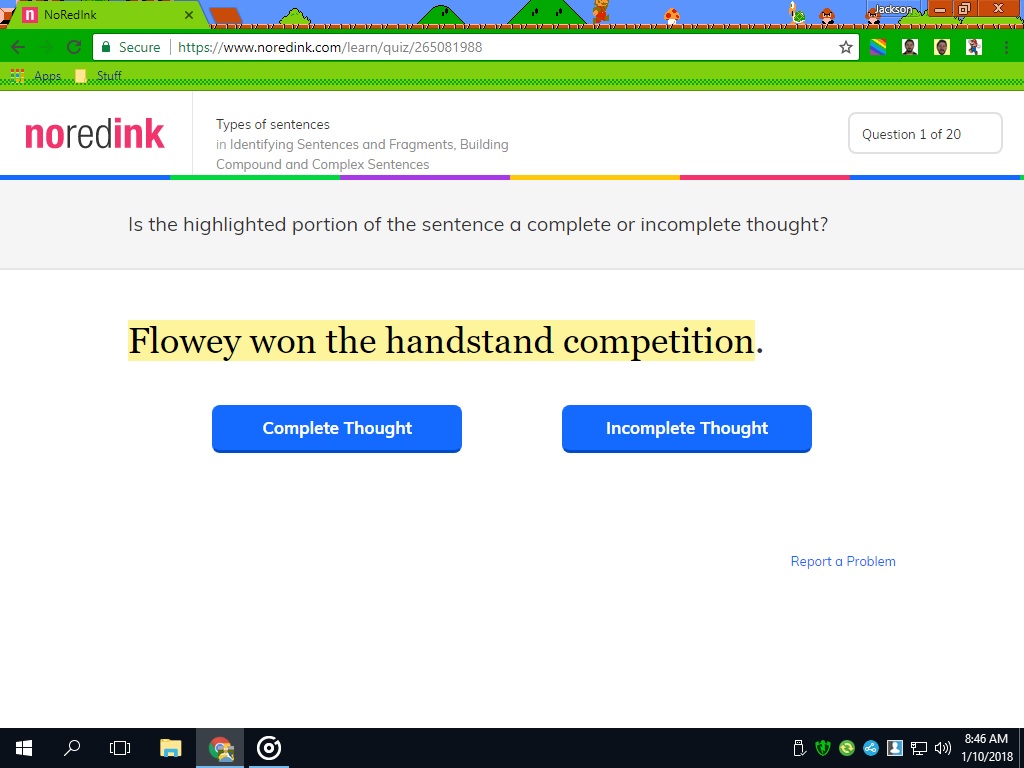 NoRedInk
Jackson
Secure
https://www.noredink.com/learn/quiz/265081988
Apps
Stuff
noredink
Types of sentences
in Identifying Sentences and Fragments, Building
Compound and Complex Sentences
Question 1 of 20
Is the highlighted portion of the sentence a complete or incomplete thought?
Flowey won the handstand competition.
Complete Thought
Incomplete Thought
Report a Problem
8:46 AM
1/10/2018